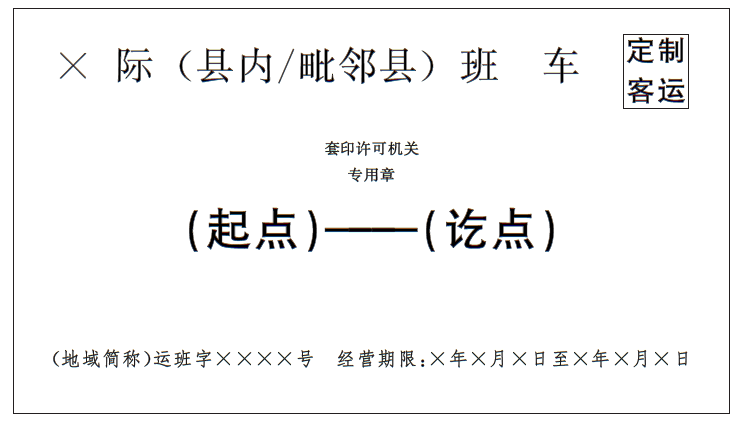 × 际（县内/毗邻县）班 车
定制
客运
套印许可机关
专用章
(起点)——(讫点)
(地域简称)运班字××××号 经营期限:×年×月×日至×年×月×日